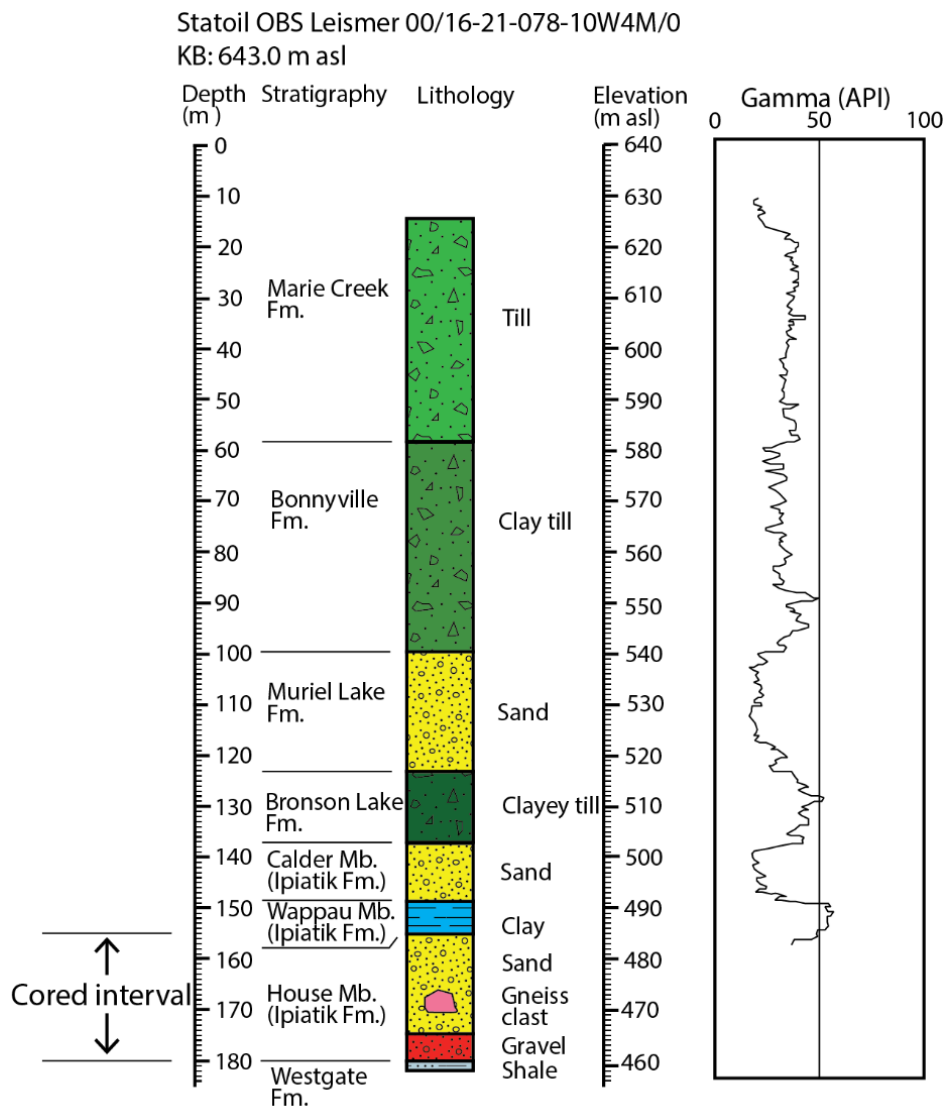 Statoil OBS Leismer 00/16-21-078-10W4M/0
KB: 643.0 m asl
Depth (m )
Stratigraphy
Lithology
Elevation (m asl)
Gamma (API)
0 50 100
0
10
20
30
40
50
60
70
80
90
100
110
120
130
140
150
160
170
180
Marie Creek
Fm.
Bonnyville
Fm.
Muriel Lake
Fm.
Bronson Lake
Fm.
Calder Mb.
(Ipiatik Fm.)
Wappau Mb.
(Ipiatik Fm.)
House Mb.
(Ipiatik Fm.)
Westgate
Fm.
Cored interval
Till
Clay till
Sand
Clayey till
Sand
Clay
Sand
Gneiss
clast
Gravel
Shale
640
630
620
610
600
590
580
570
560
550
540
530
520
510
500
490
480
470
460